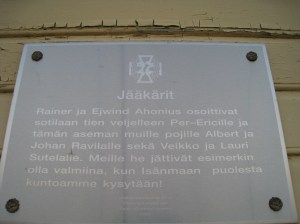 Jääkärit
Rainer ja Ejwind Ahonius osoittivat
sotilaan tien veljelleen Per-Ericille ja
tämän aseman muille pojille Albert ja
Johan Ravilalle sekä Veikko ja Lauri
Sutelalle. Meille he jättivät esimerkin
olla valmiina, kun Isänmaan puolesta
kuntoamme kysytään!